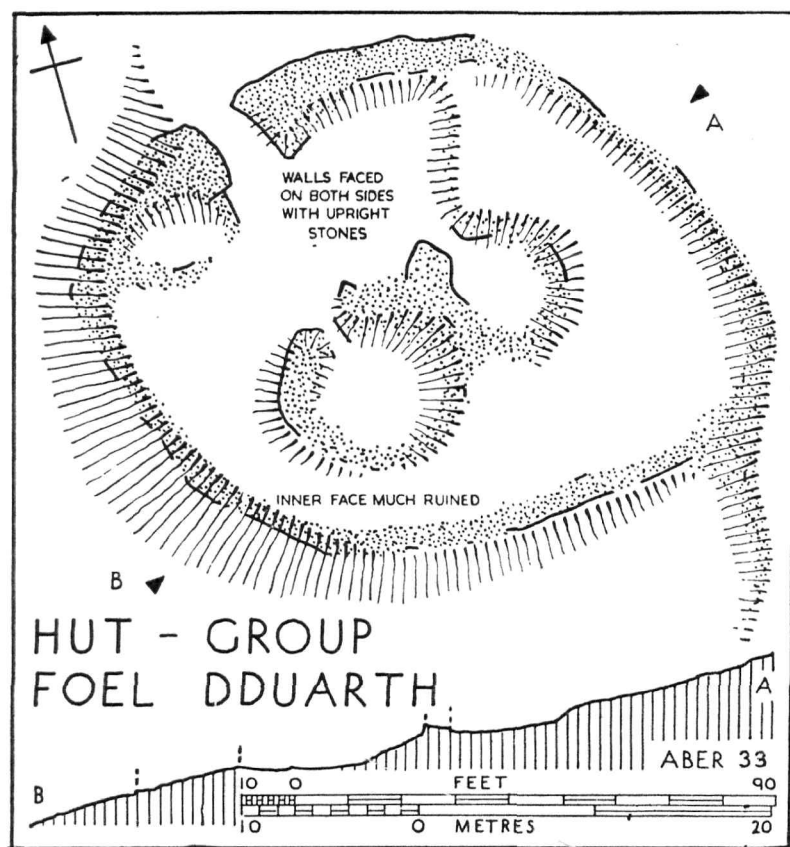 A
WALLS FACED
ON BOTH SIDES
WITH UPRIGHT
STONES
INNER FACE MUCH RUINED
B
HUT - GROUP
FOEL DDUARTH
A
ABER 33
B
10 0 FEET 90
10 0 METRES 20